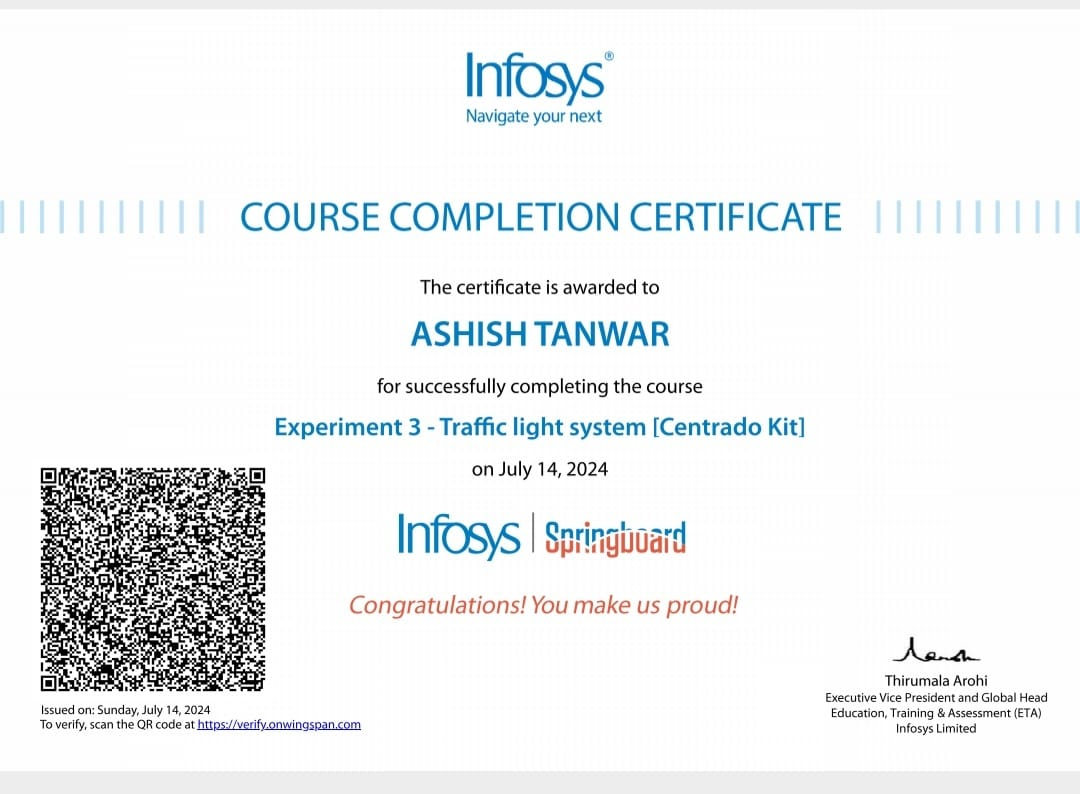 Infosys®
Navigate your next
COURSE COMPLETION CERTIFICATE
The certificate is awarded to
ASHISH TANWAR
for successfully completing the course
Experiment 3 - Traffic light system [Centrado Kit]
on July 14, 2024
Infosys | Springboard
Congratulations! You make us proud!
Issued on: Sunday, July 14, 2024
To verify, scan the QR code at https://verify.onwingspan.com
Thirumala Arohi
Executive Vice President and Global Head
Education, Training & Assessment (ETA)
Infosys Limited